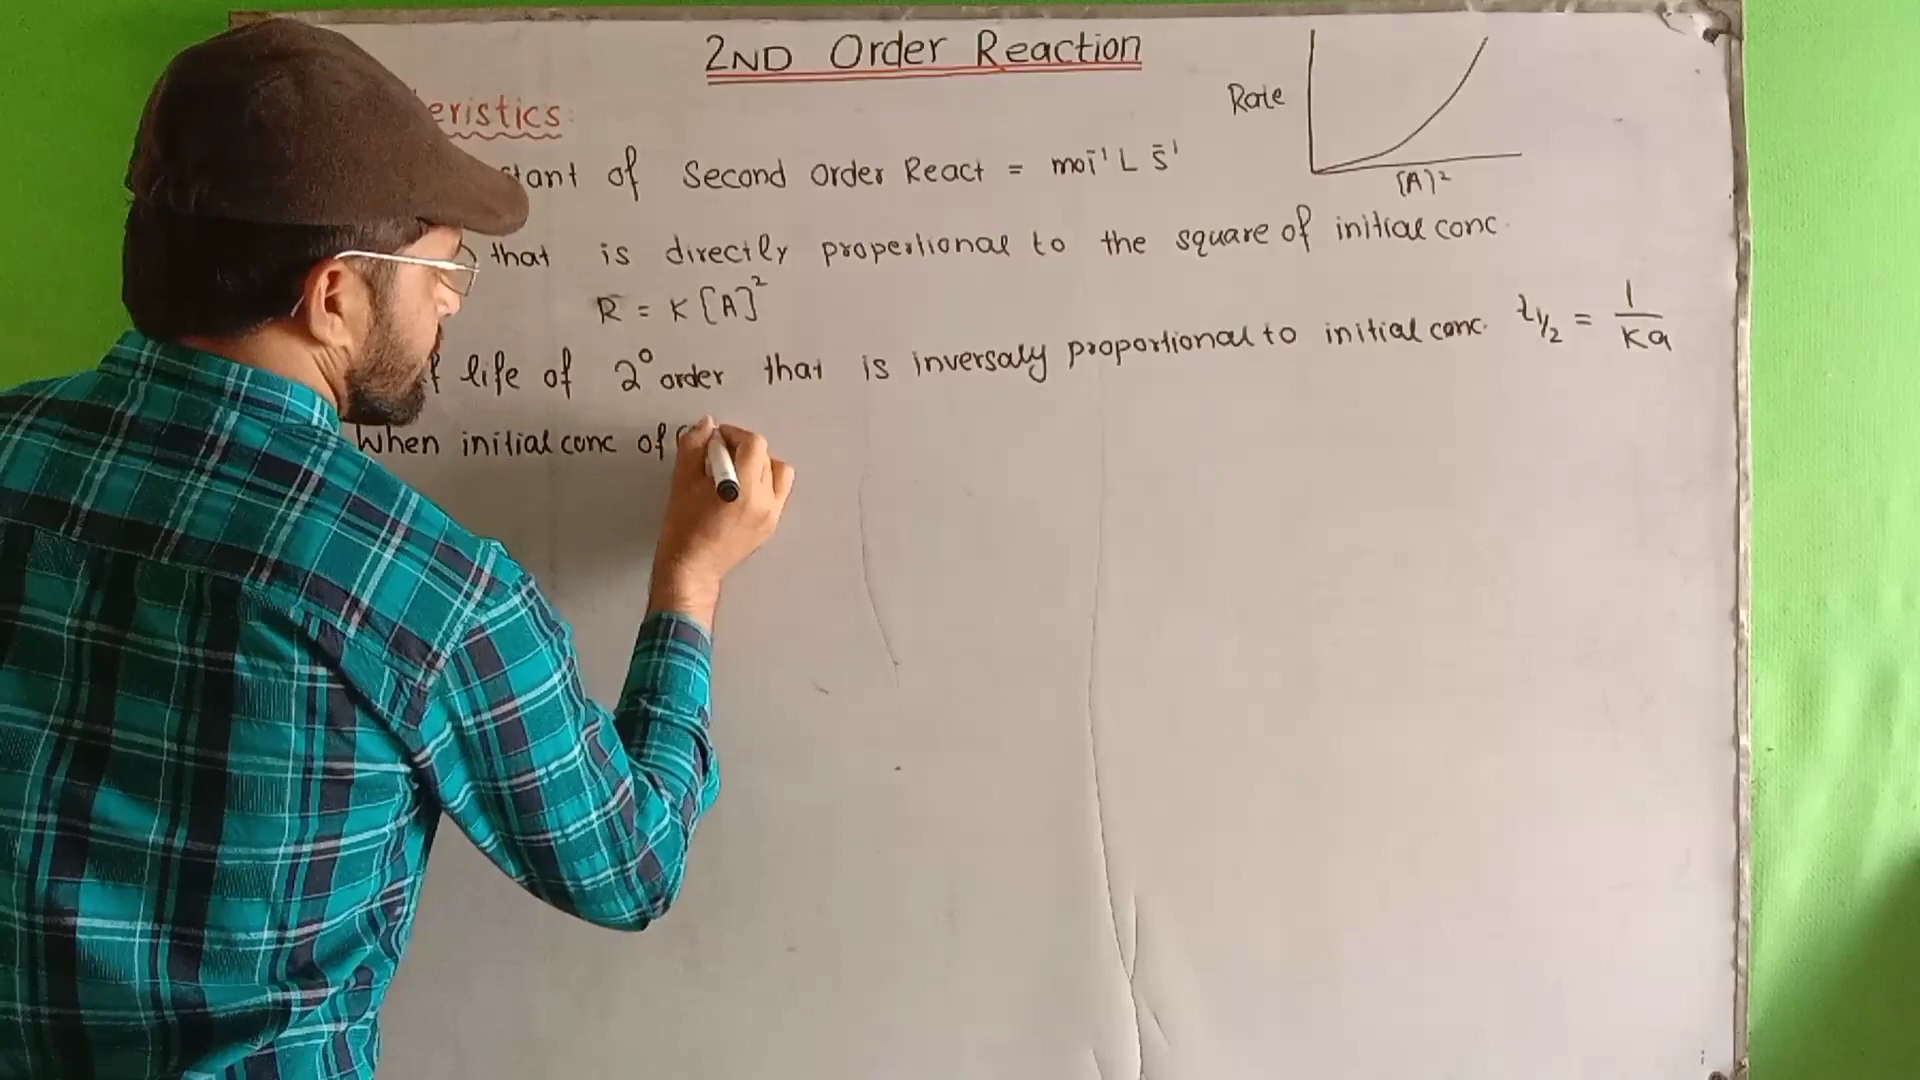 2ND Order Reaction
Rate
[A]²
eristics:
stant of Second Order React = mol⁻¹ L s⁻¹
that is directly propertional to the square of initial conc.
R = K[A]²
life of 2° order that is inversaly proportional to initial conc. t1/2 = 1/Ka
When initial conc of